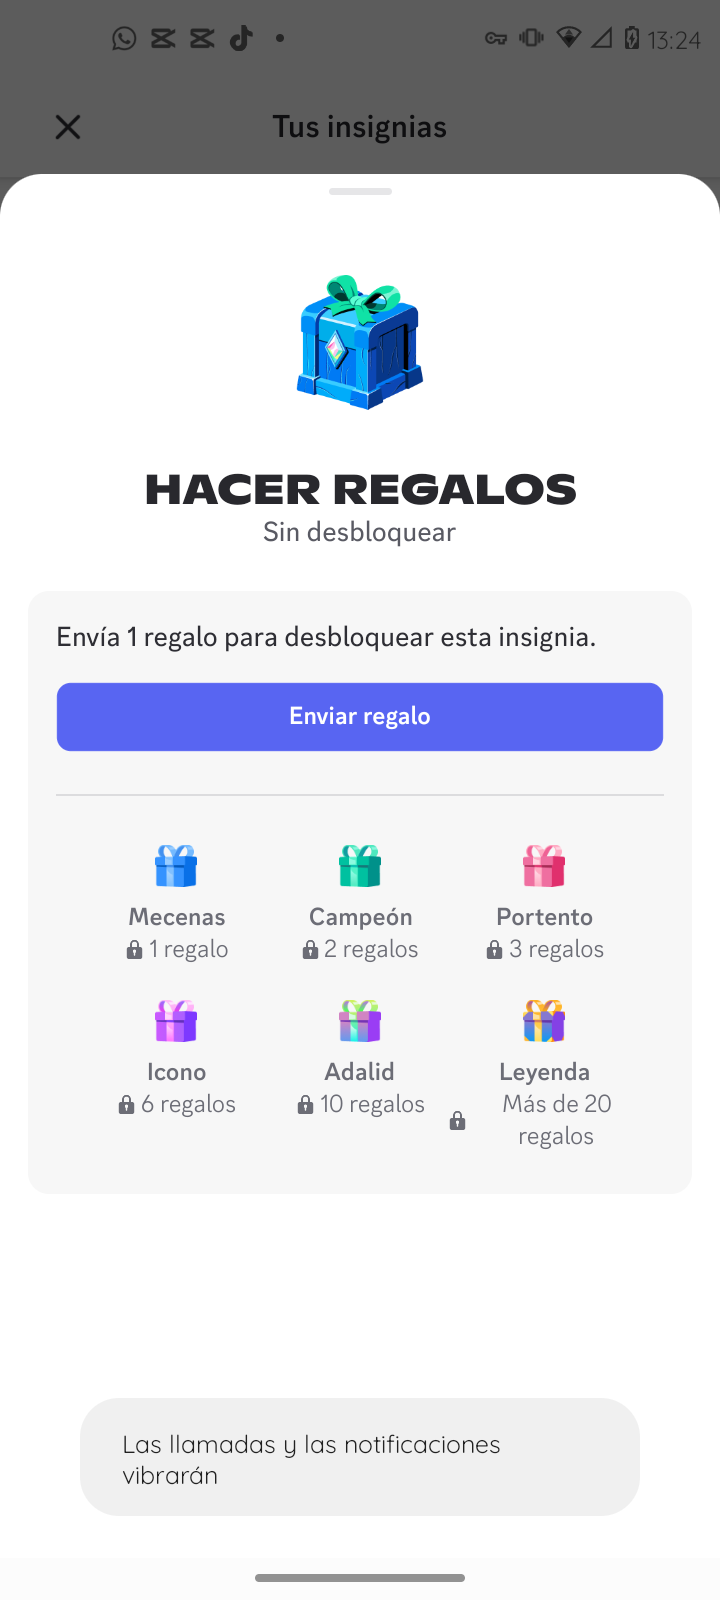 13:24
Tus insignias
HACER REGALOS
Sin desbloquear
Envía 1 regalo para desbloquear esta insignia.
Enviar regalo
Mecenas
1 regalo
Campeón
2 regalos
Portento
3 regalos
Icono
6 regalos
Adalid
10 regalos
Leyenda
Más de 20
regalos
Las llamadas y las notificaciones
vibrarán